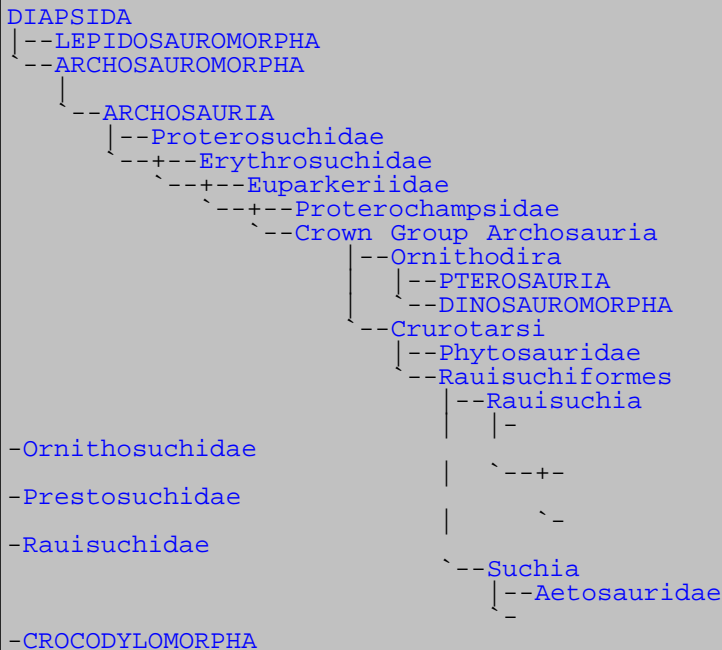 DIAPSIDA
|--LEPIDOSAUROMORPHA
`--ARCHOSAUROMORPHA
   |
   `--ARCHOSAURIA
      |--Proterosuchidae
      `--+--Erythrosuchidae
         `--+--Euparkeriidae
            `--+--Proterochampsidae
               `--Crown Group Archosauria
                     |--Ornithodira
                     |  |--PTEROSAURIA
                     |  `--DINOSAUROMORPHA
                     `--Crurotarsi
                        |--Phytosauridae
                        `--Rauisuchiformes
                           |--Rauisuchia
                           |  |-
-Ornithosuchidae
                           |  `--+-
-Prestosuchidae
                           |     `-
-Rauisuchidae
                           `--Suchia
                              |--Aetosauridae
                              `-
-CROCODYLOMORPHA